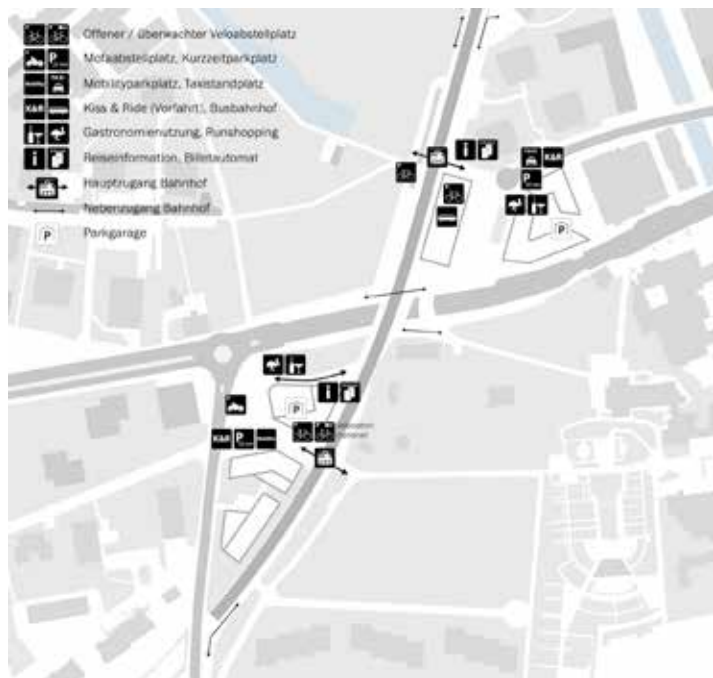 Offener / überwachter Veloabstellplatz
Mofaabstellplatz, Kurzzeitparkplatz
Mobilityparkplatz, Taxistandplatz
K&R Kiss & Ride (Vorfahrt), Busbahnhof
Gastronomienutzung, Runshopping
i Reiseinformation, Billetautomat
Hauptzugang Bahnhof
Nebenzugang Bahnhof
P Parkgarage
i
K&R
P
P
i
P
K&R P